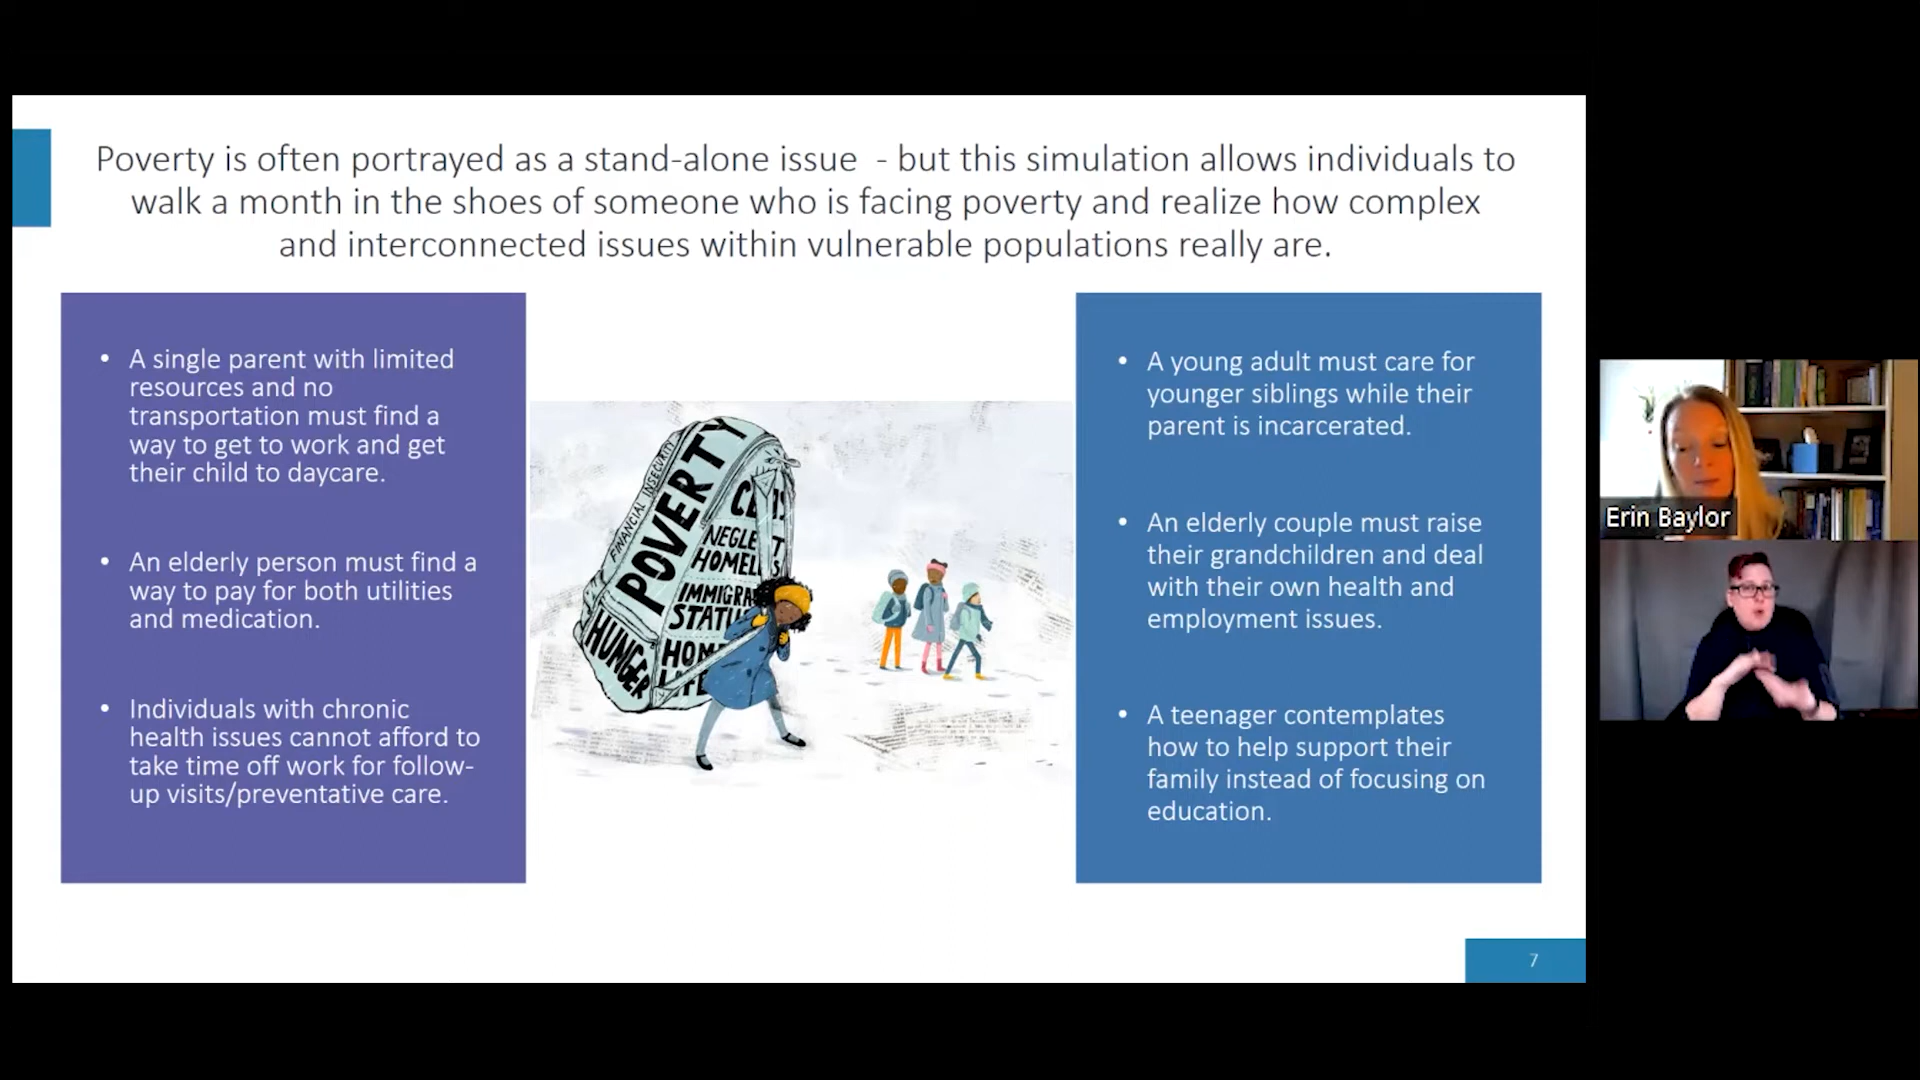 Poverty is often portrayed as a stand-alone issue  - but this simulation allows individuals to
walk a month in the shoes of someone who is facing poverty and realize how complex
and interconnected issues within vulnerable populations really are.
• A single parent with limited
resources and no
transportation must find a
way to get to work and get
their child to daycare.
• An elderly person must find a
way to pay for both utilities
and medication.
• Individuals with chronic
health issues cannot afford to
take time off work for follow-
up visits/preventative care.
FINANCIAL INSECURITY
POVERTY
HUNGER
• A young adult must care for
younger siblings while their
parent is incarcerated.
• An elderly couple must raise
their grandchildren and deal
with their own health and
employment issues.
• A teenager contemplates
how to help support their
family instead of focusing on
education.
Erin Baylor
7